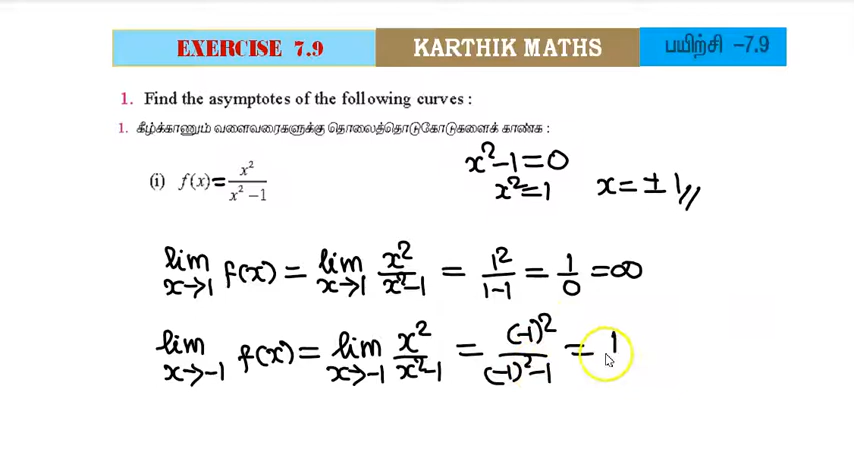 EXERCISE 7.9 KARTHIK MATHS பயிற்சி –7.9
1. Find the asymptotes of the following curves :
1. கீழ்க்காணும் வளைவரைகளுக்கு தொலைத்தொடுகோடுகளைக் காண்க :
x²-1=0
(i) f(x)= x²/(x²-1) x²=1 x=±1//
lim x→1 f(x) = lim x→1 x²/(x²-1) = 1²/(1-1) = 1/0 = ∞
lim x→-1 f(x) = lim x→-1 x²/(x²-1) = (-1)²/((-1)²-1) = 1